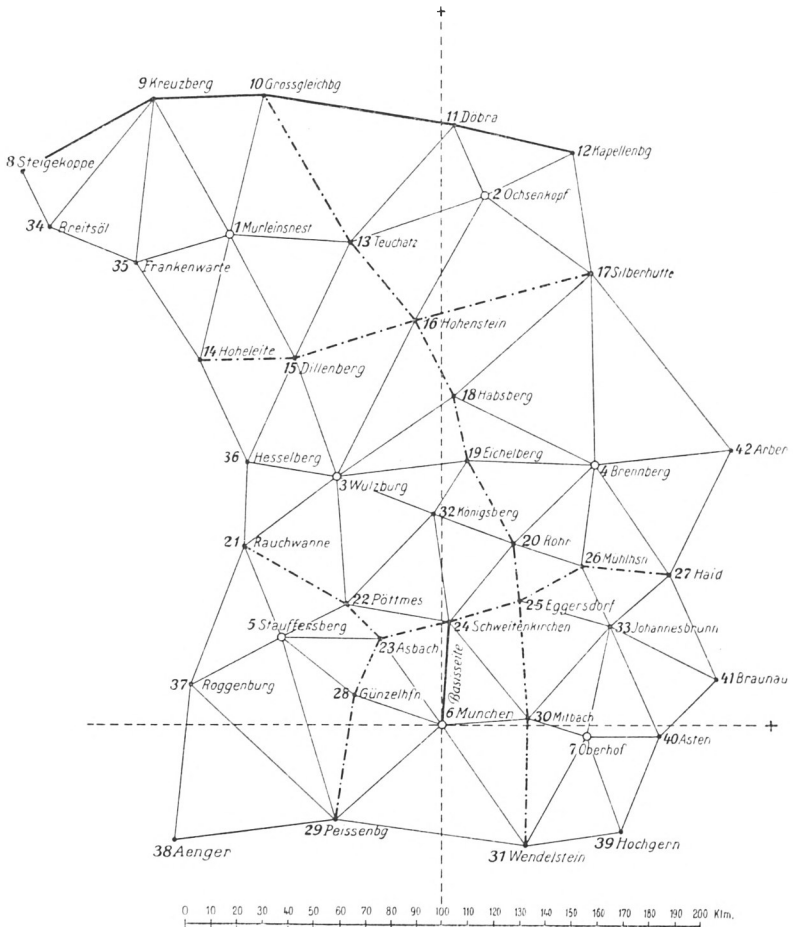 9 Kreuzberg
10 Grossgleichbg
11 Döbra
12 Kapellenbg
8 Steigekoppe
2 Ochsenkopf
34 Breitsöl
1 Murleinsnest
13 Teuchatz
35 Frankenwarte
17 Silberhutte
16 Hohenstein
14 Hoheleite
15 Dillenberg
18 Habsberg
36 Hesselberg
19 Eichelberg
42 Arber
4 Brennberg
3 Wülzburg
32 Königsberg
21 Rauchwanne
20 Rohr
26 Mühlhsn
27 Haid
22 Pöttmes
25 Eggersdorf
5 Stauffersberg
24 Schweitenkirchen
33 Johannesbrunn
23 Asbach
Basisseite
37 Roggenburg
28 Günzelhfn
41 Braunau
6 München
30 Mitbach
7 Oberhof
40 Asten
29 Peissenbg
38 Aenger
31 Wendelstein
39 Hochgern
0 10 20 30 40 50 60 70 80 90 100 110 120 130 140 150 160 170 180 190 200 Klm.